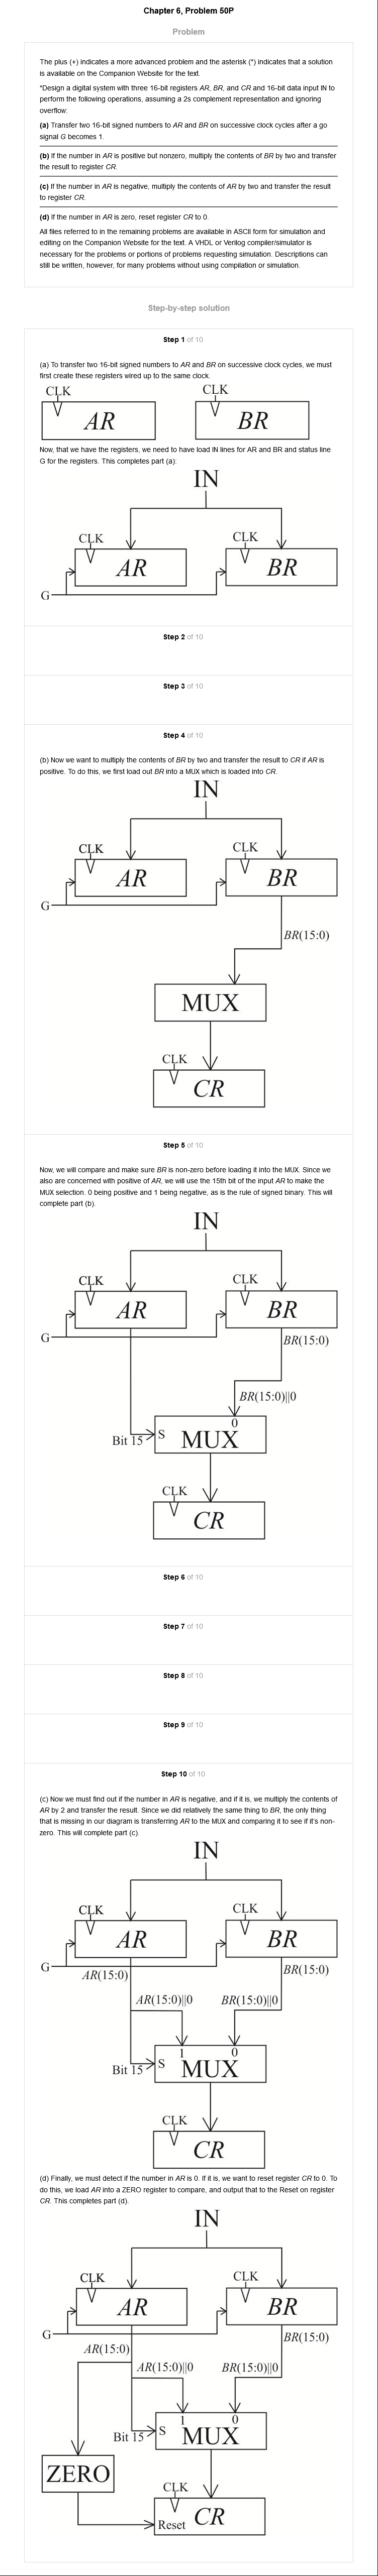 Chapter 6, Problem 50P
Problem
The plus (+) indicates a more advanced problem and the asterisk (*) indicates that a solution
is available on the Companion Website for the text.
*Design a digital system with three 16-bit registers AR, BR, and CR and 16-bit data input IN to
perform the following operations, assuming a 2s complement representation and ignoring
overflow:
(a) Transfer two 16-bit signed numbers to AR and BR on successive clock cycles after a go
signal G becomes 1.
(b) If the number in AR is positive but nonzero, multiply the contents of BR by two and transfer
the result to register CR.
(c) If the number in AR is negative, multiply the contents of AR by two and transfer the result
to register CR.
(d) If the number in AR is zero, reset register CR to 0.
All files referred to in the remaining problems are available in ASCII form for simulation and
editing on the Companion Website for the text. A VHDL or Verilog compiler/simulator is
necessary for the problems or portions of problems requesting simulation. Descriptions can
still be written, however, for many problems without using compilation or simulation.
Step-by-step solution
Step 1 of 10
(a) To transfer two 16-bit signed numbers to AR and BR on successive clock cycles, we must
first create these registers wired up to the same clock.
CLK CLK
AR BR
Now, that we have the registers, we need to have load IN lines for AR and BR and status line
G for the registers. This completes part (a):
IN
CLK CLK
AR BR
G
Step 2 of 10
Step 3 of 10
Step 4 of 10
(b) Now we want to multiply the contents of BR by two and transfer the result to CR if AR is
positive. To do this, we first load out BR into a MUX which is loaded into CR.
IN
CLK CLK
AR BR
G
BR(15:0)
MUX
CLK
CR
Step 5 of 10
Now, we will compare and make sure BR is non-zero before loading it into the MUX. Since we
also are concerned with positive of AR, we will use the 15th bit of the input AR to make the
MUX selection. 0 being positive and 1 being negative, as is the rule of signed binary. This will
complete part (b).
IN
CLK CLK
AR BR
G
BR(15:0)
BR(15:0)||0
0
Bit 15 S MUX
CLK
CR
Step 6 of 10
Step 7 of 10
Step 8 of 10
Step 9 of 10
Step 10 of 10
(c) Now we must find out if the number in AR is negative, and if it is, we multiply the contents of
AR by 2 and transfer the result. Since we did relatively the same thing to BR, the only thing
that is missing in our diagram is transferring AR to the MUX and comparing it to see if it's non-
zero. This will complete part (c).
IN
CLK CLK
AR BR
G
AR(15:0) BR(15:0)
AR(15:0)||0 BR(15:0)||0
1 0
Bit 15 S MUX
CLK
CR
(d) Finally, we must detect if the number in AR is 0. If it is, we want to reset register CR to 0. To
do this, we load AR into a ZERO register to compare, and output that to the Reset on register
CR. This completes part (d).
IN
CLK CLK
AR BR
G
AR(15:0) BR(15:0)
AR(15:0)||0 BR(15:0)||0
1 0
Bit 15 S MUX
ZERO
CLK
CR
Reset